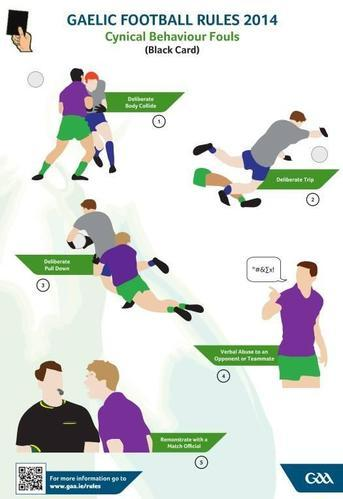 GAELIC FOOTBALL RULES 2014
Cynical Behaviour Fouls
(Black Card)
Deliberate
Body Collide
1
Deliberate Trip
2
Deliberate
Pull Down
3
"#&∑x!
Verbal Abuse to an
Opponent or Teammate
4
Remonstrate with a
Match Official
5
For more information go to
www.gaa.ie/rules
GAA